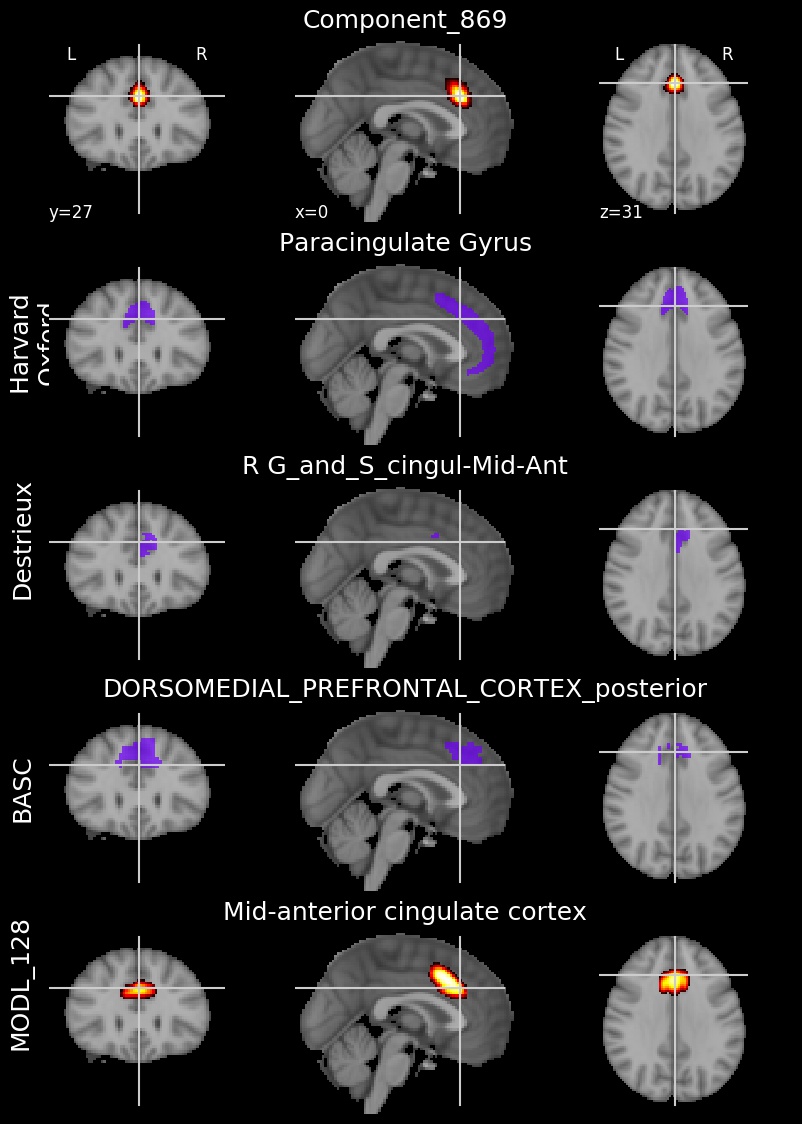 Component_869
L R L R
y=27 x=0 z=31
Paracingulate Gyrus
Harvard
R G_and_S_cingul-Mid-Ant
Destrieux
DORSOMEDIAL_PREFRONTAL_CORTEX_posterior
BASC
Mid-anterior cingulate cortex
MODL_128